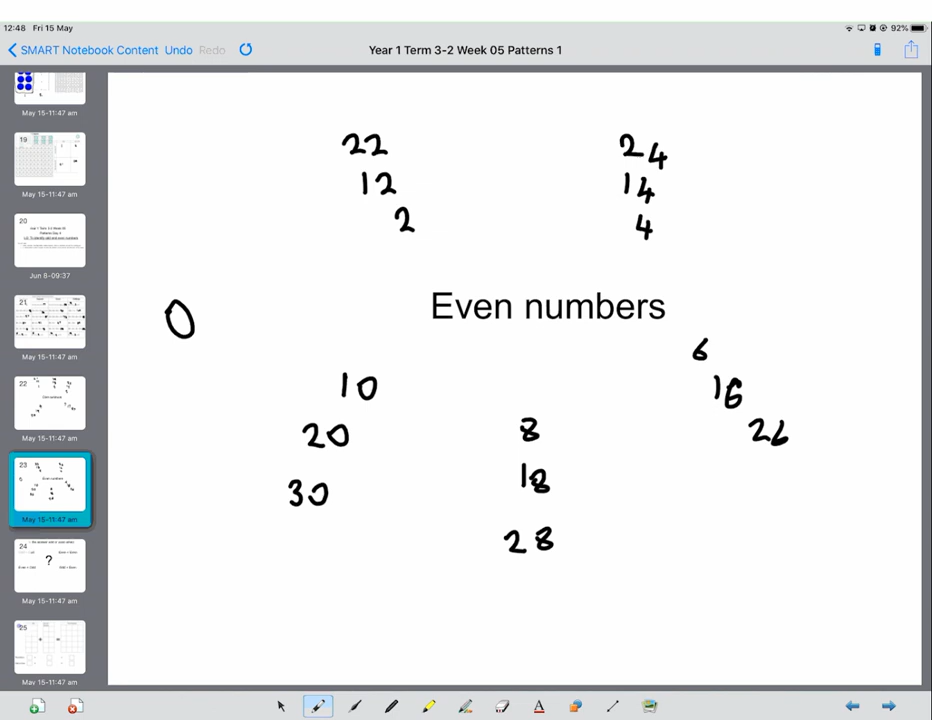 12:48 Fri 15 May
92%
SMART Notebook Content Undo Redo
Year 1 Term 3-2 Week 05 Patterns 1
May 15-11:47 am
19
May 15-11:47 am
20
Jun 8-09:37
21
May 15-11:47 am
22
Even numbers
May 15-11:47 am
23
Even numbers
May 15-11:47 am
24
?
May 15-11:47 am
25
May 15-11:47 am
22
12
2
24
14
4
0
Even numbers
6
16
26
10
20
30
8
18
28
A